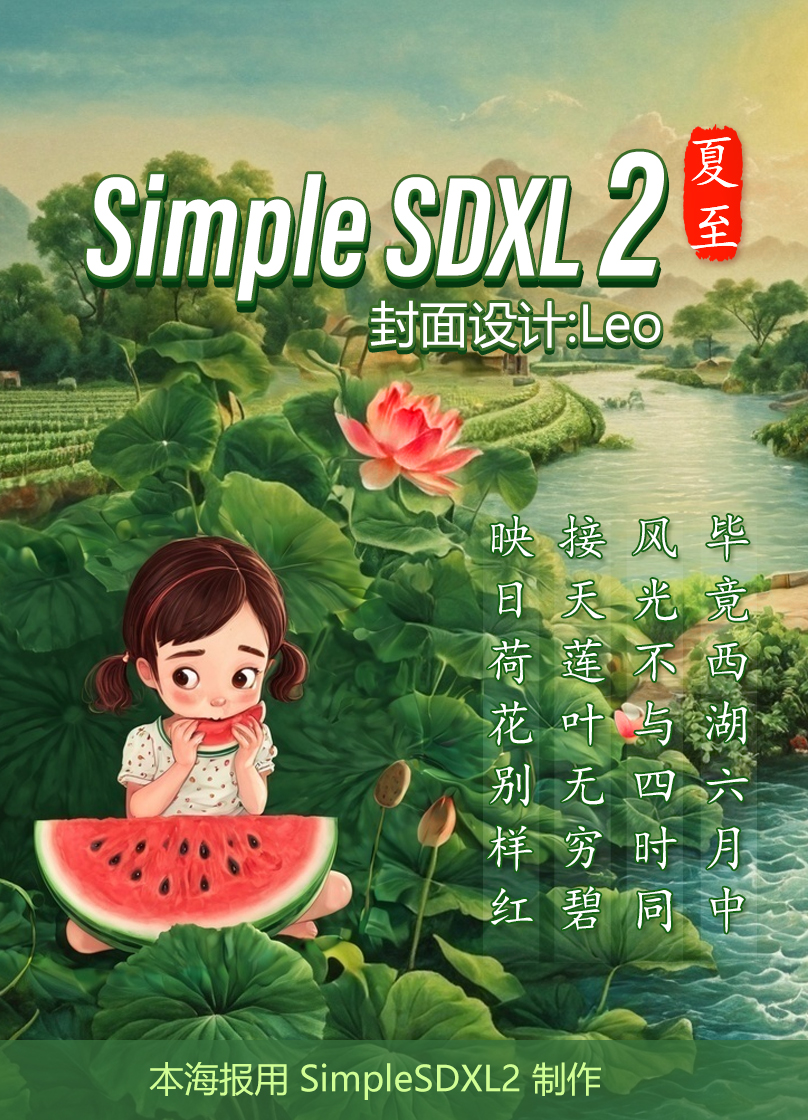 Simple SDXL 2
夏至
封面设计:Leo
毕竟西湖六月中
风光不与四时同
接天莲叶无穷碧
映日荷花别样红
本海报用 SimpleSDXL2 制作